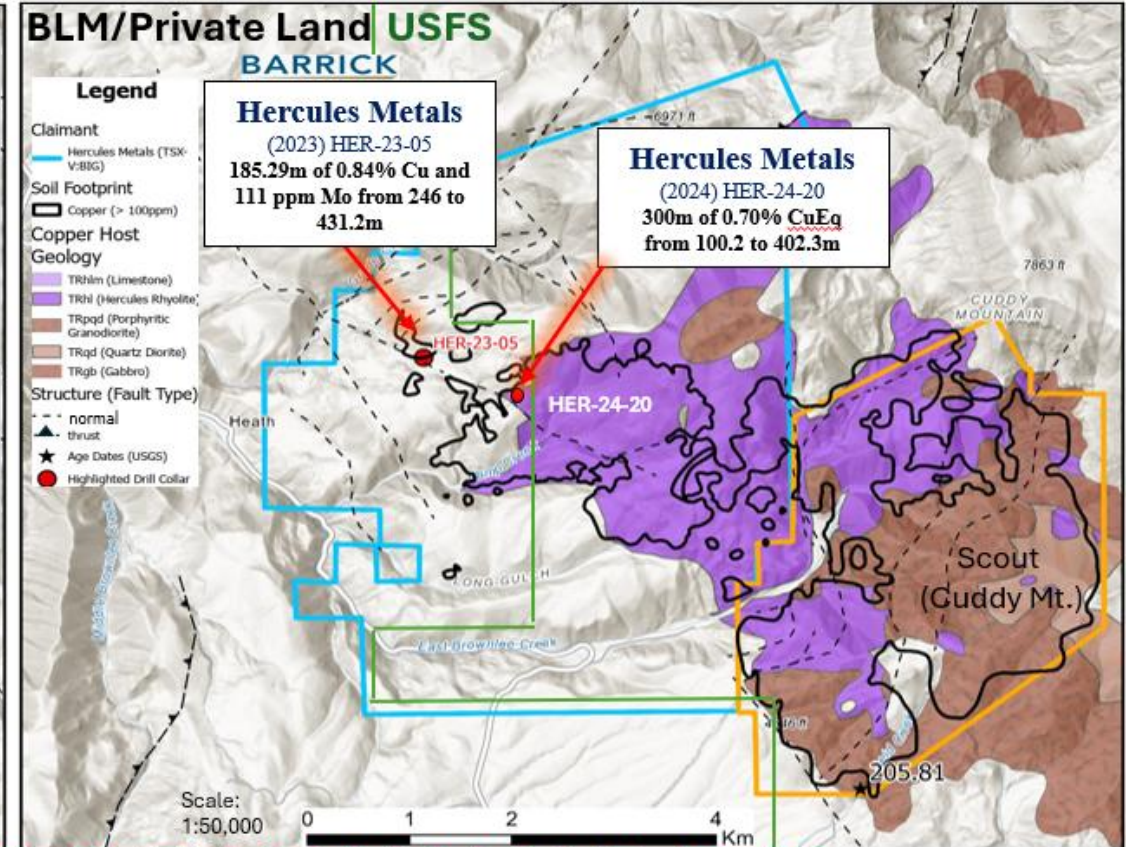 BLM/Private Land USFS
BARRICK
Legend
Claimant
Hercules Metals (TSX-
V:BIG)
Soil Footprint
Copper (> 100ppm)
Copper Host
Geology
TRhlm (Limestone)
TRhl (Hercules Rhyolite)
TRpqd (Porphyritic
Granodiorite)
TRqd (Quartz Diorite)
TRgb (Gabbro)
Structure (Fault Type)
normal
thrust
Age Dates (USGS)
Highlighted Drill Collar
Hercules Metals
(2023) HER-23-05
185.29m of 0.84% Cu and
111 ppm Mo from 246 to
431.2m
Hercules Metals
(2024) HER-24-20
300m of 0.70% CuEq
from 100.2 to 402.3m
6971 ft
7863 ft
CUDDY
MOUNTAIN
HER-23-05
HER-24-20
Heath
LONG GULCH
East Brownlee Creek
Scout
(Cuddy Mt.)
205.81
Scale:
1:50,000
0 1 2 4
Km